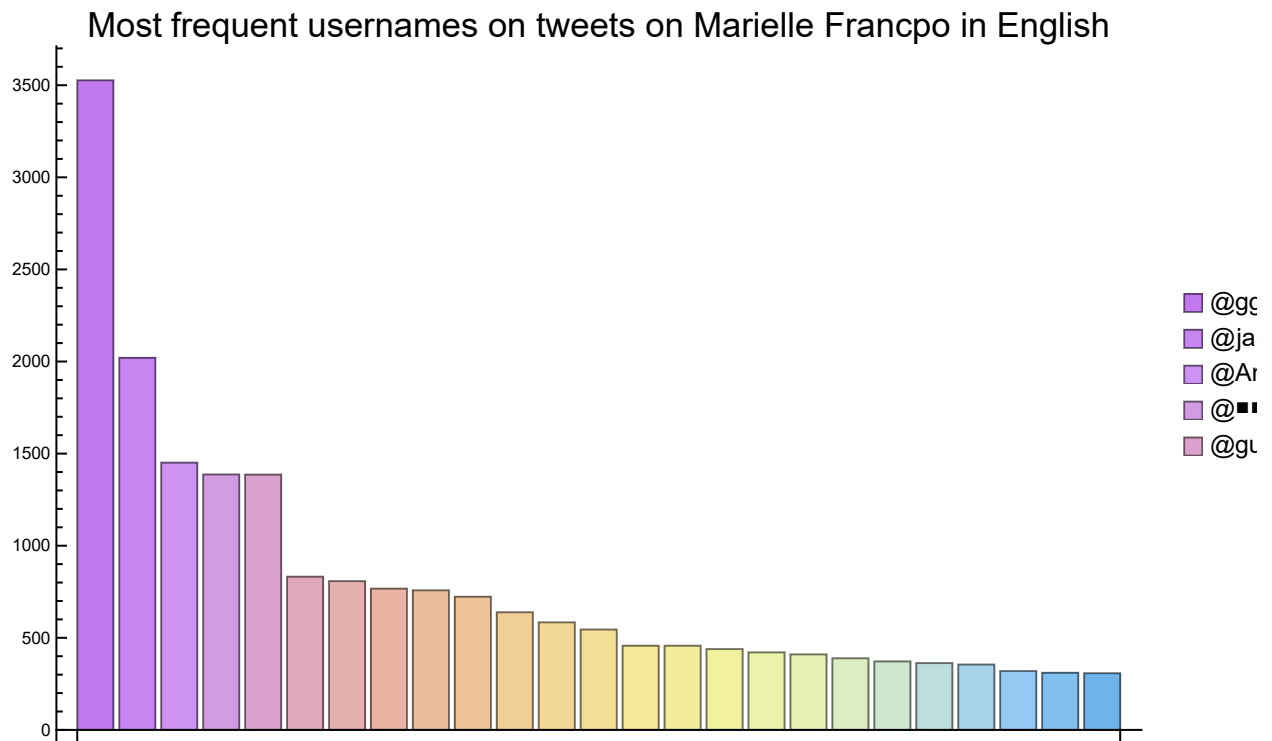 Most frequent usernames on tweets on Marielle Francpo in English
3500
3000
2500
2000
1500
1000
500
0
@gg
@ja
@Ar
@■
@gu